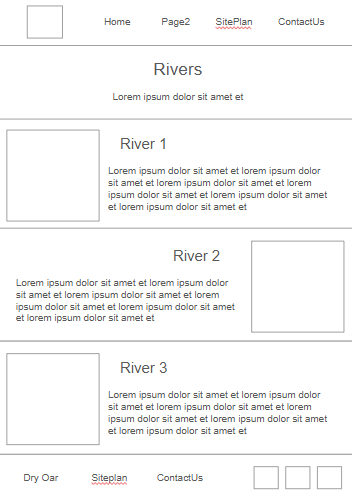 Home Page2 SitePlan ContactUs
Rivers
Lorem ipsum dolor sit amet et
River 1
Lorem ipsum dolor sit amet et lorem ipsum dolor
sit amet et lorem ipsum dolor sit amet et lorem
ipsum dolor sit amet et lorem ipsum dolor sit
amet et lorem ipsum dolor sit amet et
River 2
Lorem ipsum dolor sit amet et lorem ipsum dolor
sit amet et lorem ipsum dolor sit amet et lorem
ipsum dolor sit amet et lorem ipsum dolor sit
amet et lorem ipsum dolor sit amet et
River 3
Lorem ipsum dolor sit amet et lorem ipsum dolor
sit amet et lorem ipsum dolor sit amet et lorem
ipsum dolor sit amet et lorem ipsum dolor sit
amet et lorem ipsum dolor sit amet et
Dry Oar Siteplan ContactUs